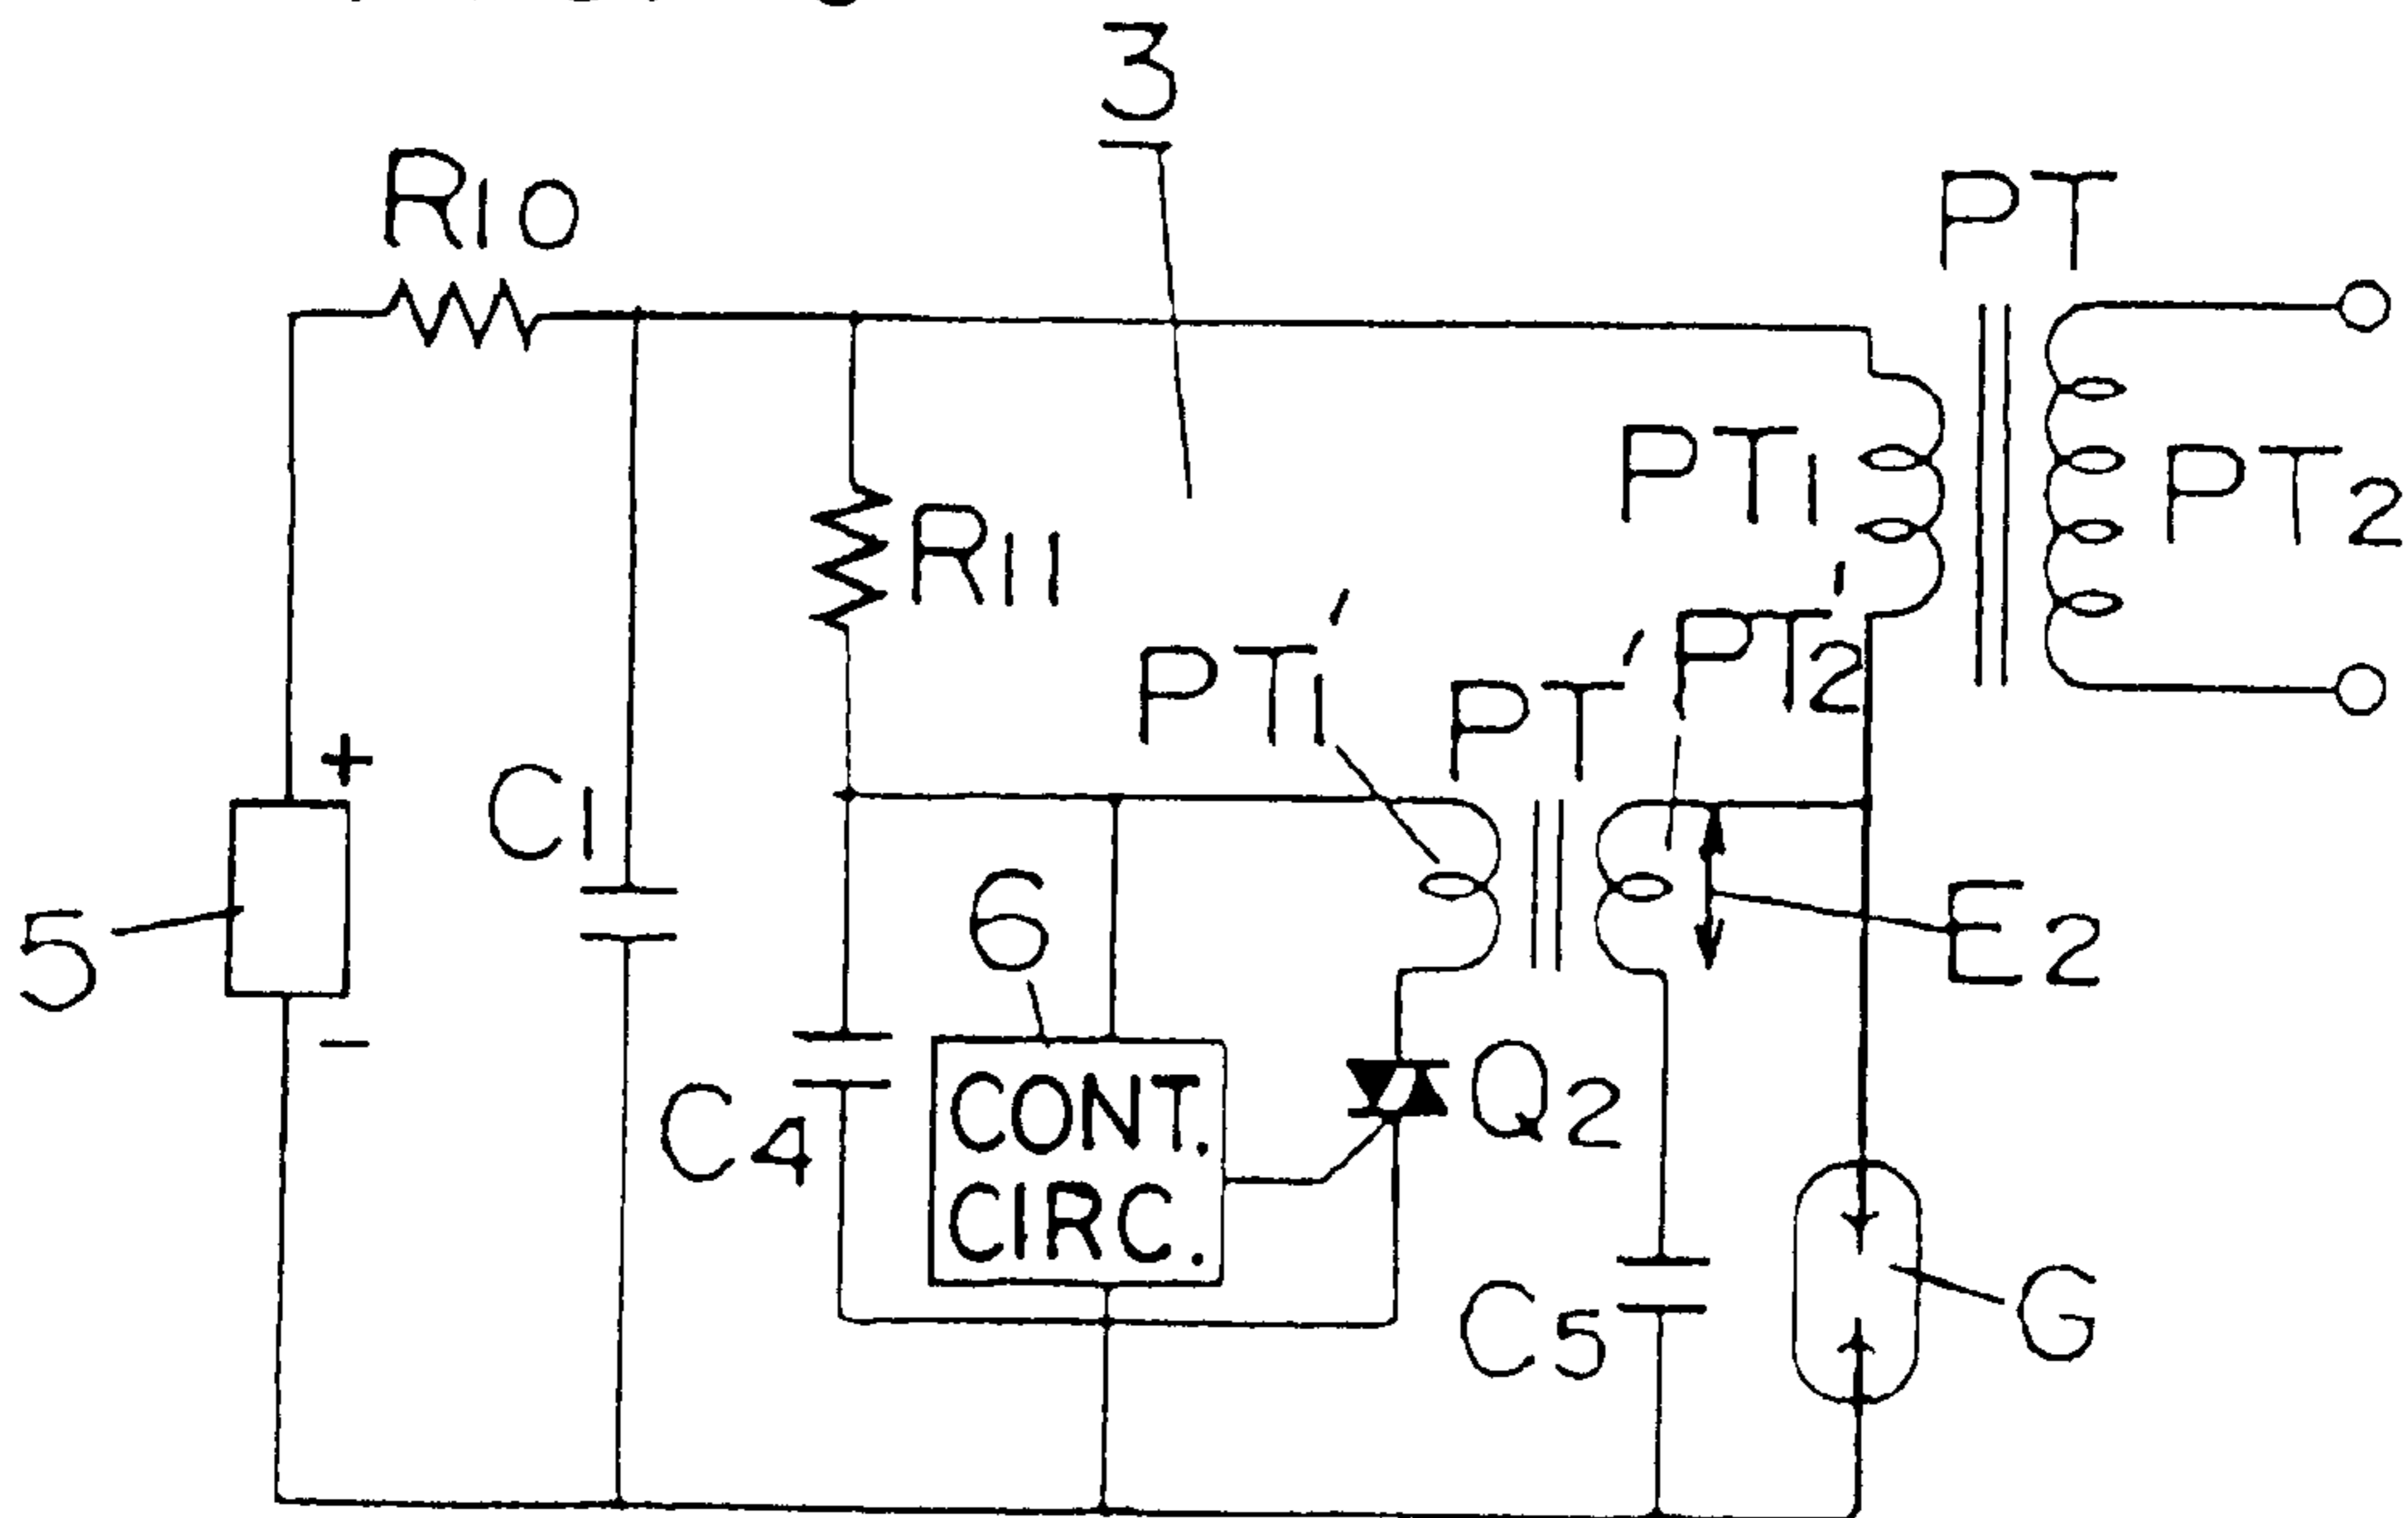 3
R10
PT
PT1
PT2
R11
PT1'
PT'
PT2'
+
C1
5
6
E2
−
C4
CONT.
CIRC.
Q2
C5
G